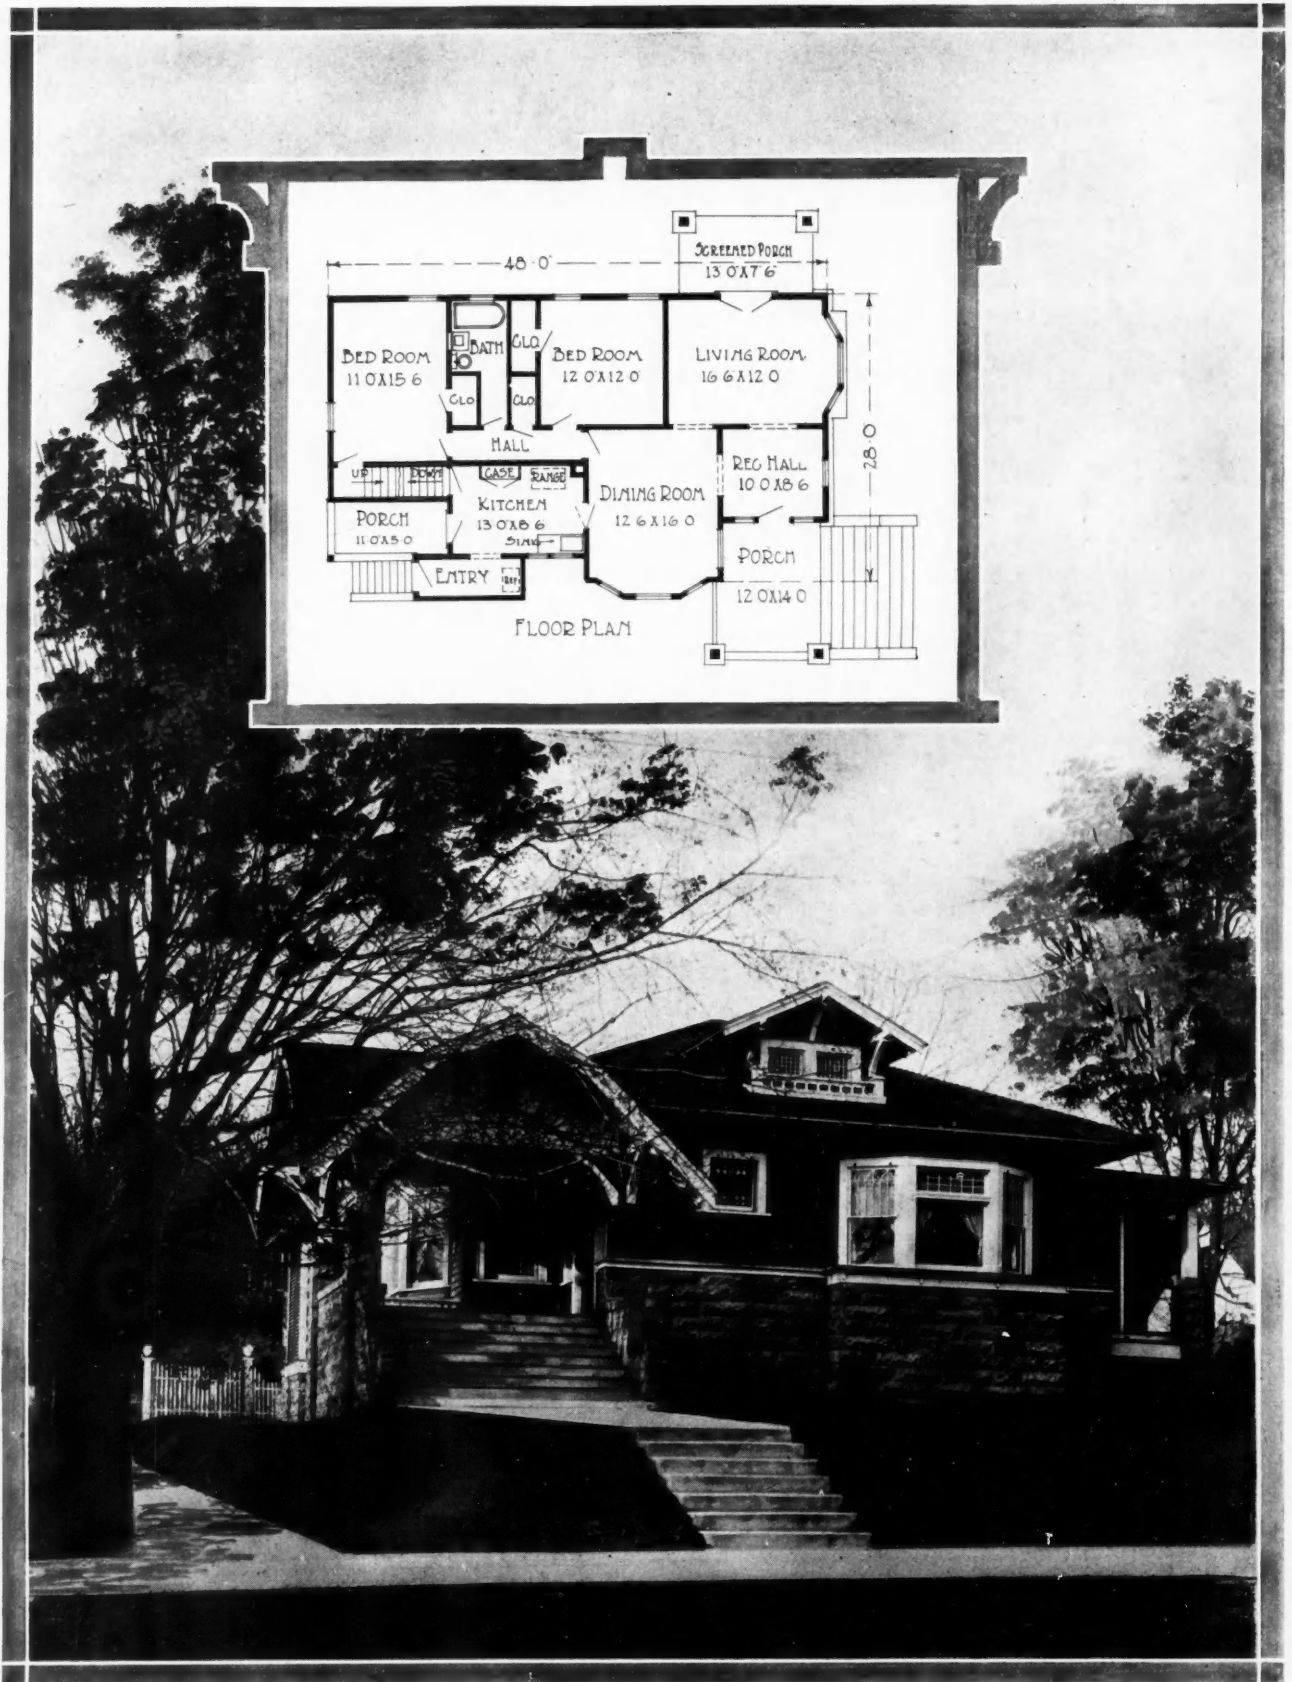 SCREENED PORCH
13 0 X 7 6
48-0"
BED ROOM
11 0 X 15 6
BATH
CLO.
BED ROOM
12 0 X 12 0
LIVING ROOM
16 6 X 12 0
CLO
CLO
28-0
HALL
UP
DOWN
CASE
RANGE
REC HALL
10 0 X 8 6
KITCHEN
13 0 X 8 6
DINING ROOM
12 6 X 16 0
PORCH
11-0 X 5-0
SINK
PORCH
12 0 X 14 0
ENTRY
REF
FLOOR PLAN